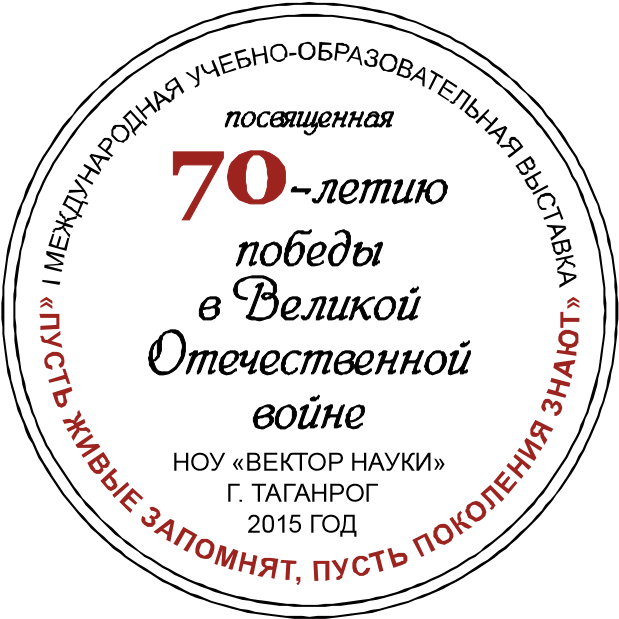 I МЕЖДУНАРОДНАЯ УЧЕБНО-ОБРАЗОВАТЕЛЬНАЯ ВЫСТАВКА
посвященная
70-летию
победы
в Великой
Отечественной
войне
НОУ «ВЕКТОР НАУКИ»
Г. ТАГАНРОГ
2015 ГОД
«ПУСТЬ ЖИВЫЕ ЗАПОМНЯТ, ПУСТЬ ПОКОЛЕНИЯ ЗНАЮТ»